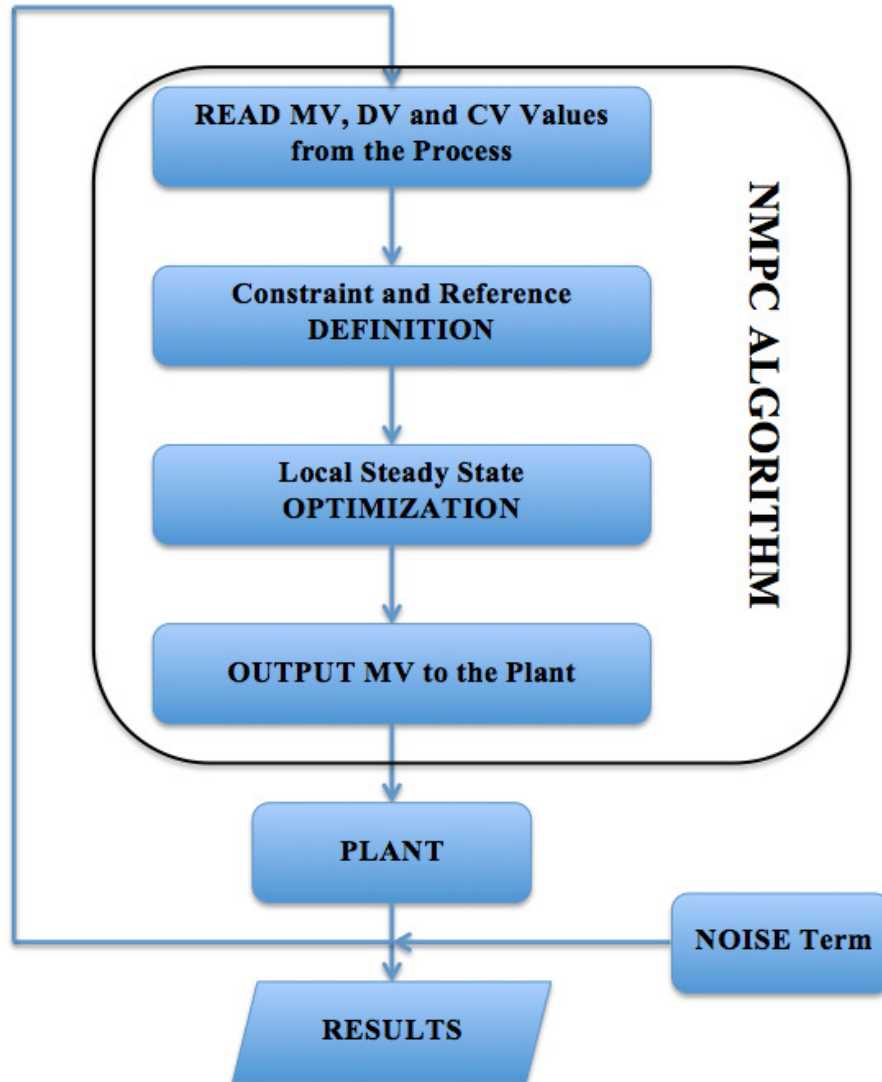 READ MV, DV and CV Values
from the Process
Constraint and Reference
DEFINITION
Local Steady State
OPTIMIZATION
OUTPUT MV to the Plant
NMPC ALGORITHM
PLANT
NOISE Term
RESULTS